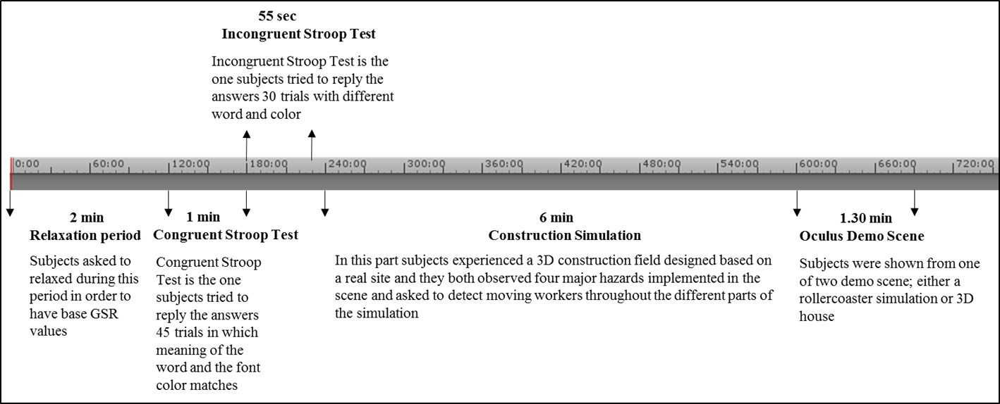 55 sec
Incongruent Stroop Test
Incongruent Stroop Test is the
one subjects tried to reply the
answers 30 trials with different
word and color
0:00 60:00 120:00 180:00 240:00 300:00 360:00 420:00 480:00 540:00 600:00 660:00 720:00
2 min
Relaxation period
Subjects asked to
relaxed during this
period in order to
have base GSR
values
1 min
Congruent Stroop Test
Congruent Stroop
Test is the one
subjects tried to
reply the answers
45 trials in which
meaning of the
word and the font
color matches
6 min
Construction Simulation
In this part subjects experienced a 3D construction field designed based on
a real site and they both observed four major hazards implemented in the
scene and asked to detect moving workers throughout the different parts of
the simulation
1.30 min
Oculus Demo Scene
Subjects were shown from one
of two demo scene; either a
rollercoaster simulation or 3D
house